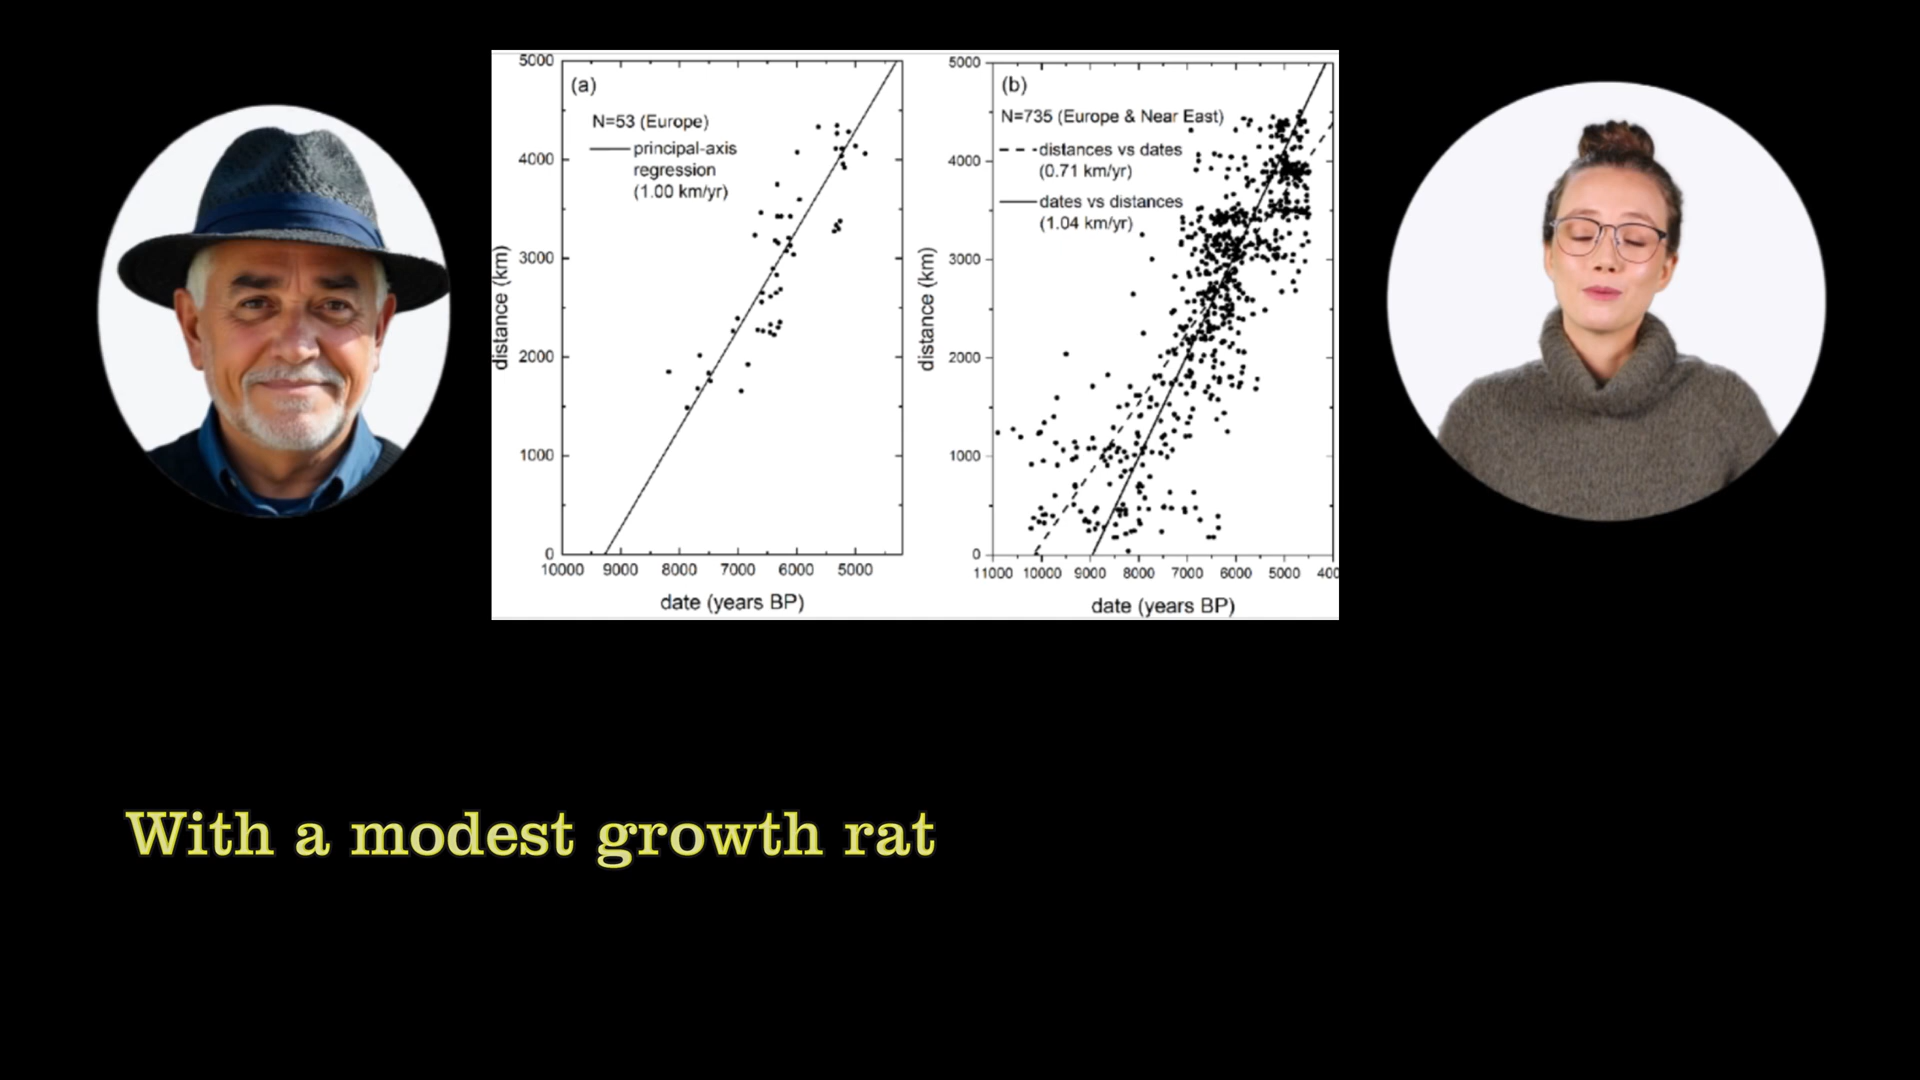 5000
(a)
N=53 (Europe)
principal-axis
regression
(1.00 km/yr)
4000
3000
2000
1000
0
distance (km)
10000 9000 8000 7000 6000 5000
date (years BP)
5000
(b)
N=735 (Europe & Near East)
distances vs dates
(0.71 km/yr)
dates vs distances
(1.04 km/yr)
4000
3000
2000
1000
0
distance (km)
11000 10000 9000 8000 7000 6000 5000 400
date (years BP)
With a modest growth rat